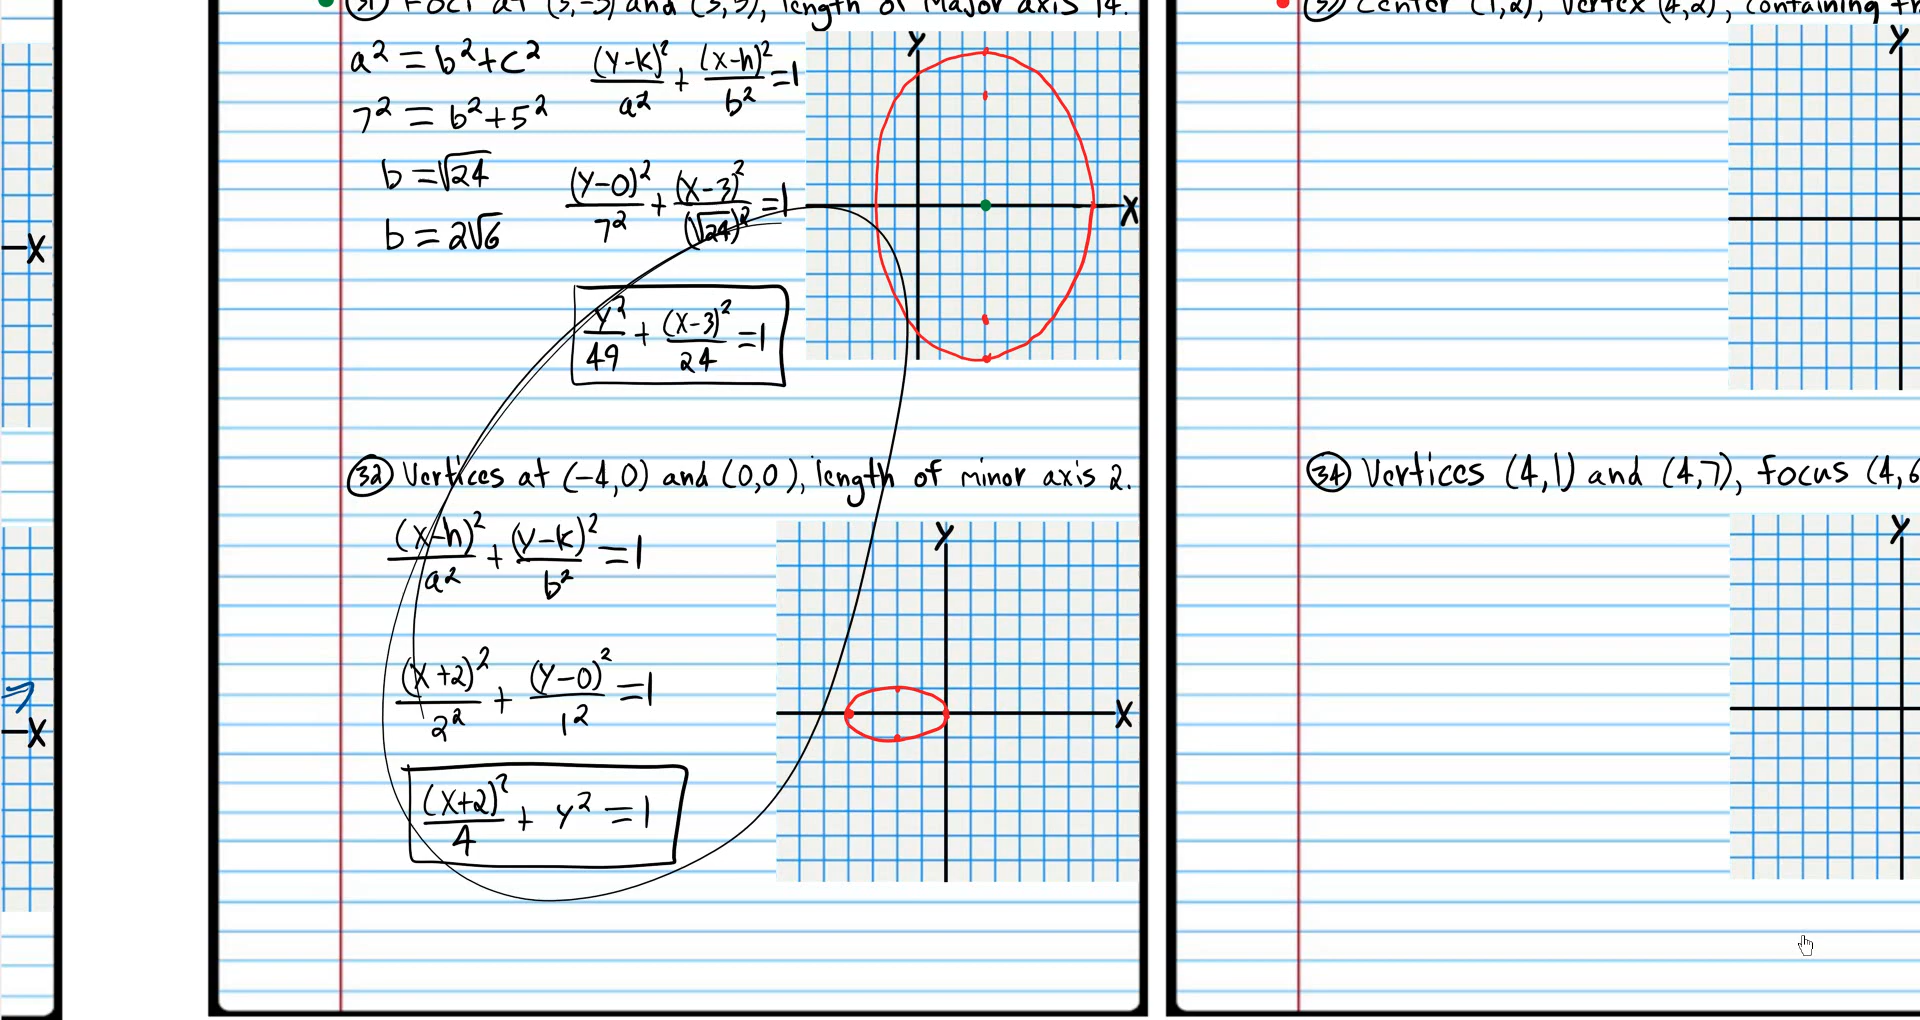 31 Foci at (3,-5) and (3,5), length of Major axis 14.
a² = b²+c²
(y-k)²/a² + (x-h)²/b² = 1
7² = b²+5²
b = √24
(y-0)²/7² + (x-3)²/(√24)² = 1
b = 2√6
y²/49 + (x-3)²/24 = 1
y
x
32 Vertices at (-4,0) and (0,0), length of minor axis 2.
(x-h)²/a² + (y-k)²/b² = 1
(x+2)²/2² + (y-0)²/1² = 1
(x+2)²/4 + y² = 1
y
x
x
x
Center (1,2), Vertex (4,2), containing
y
34 Vertices (4,1) and (4,7), focus (4,6
y